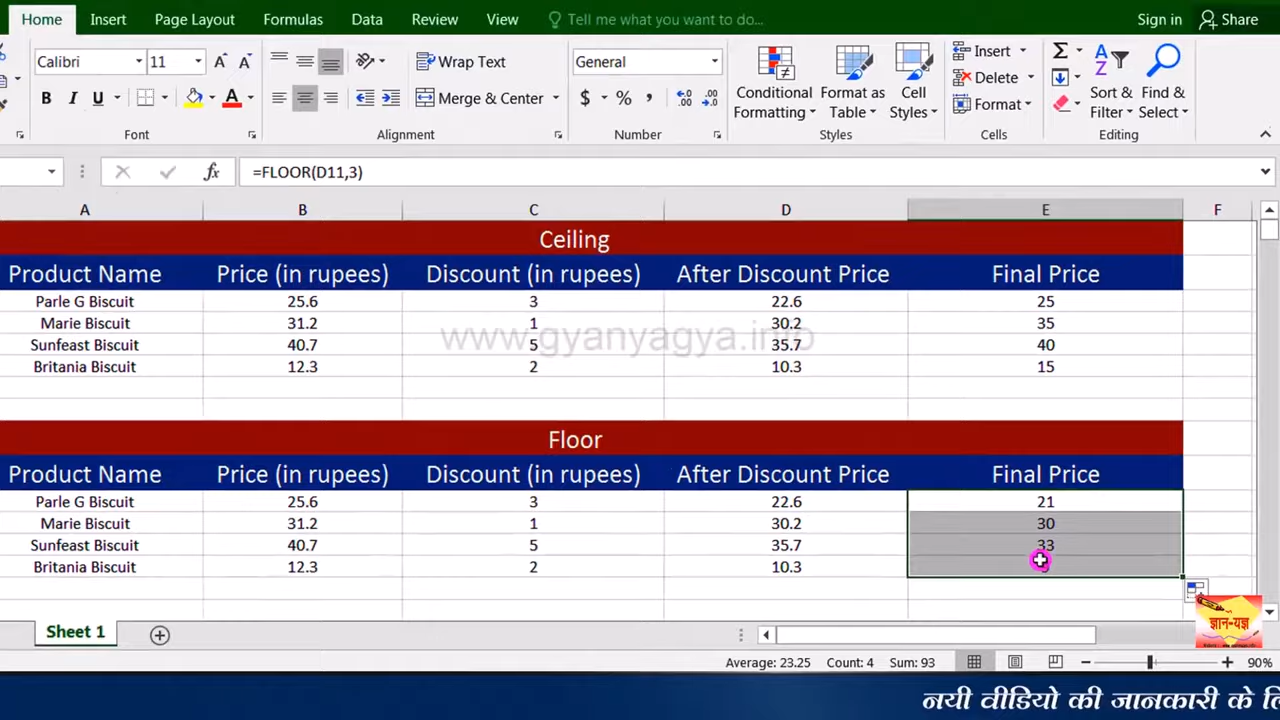 Home Insert Page Layout Formulas Data Review View Tell me what you want to do... Sign in Share
Calibri 11 Wrap Text General Insert
B I U Merge & Center $ % , Conditional Formatting Format as Table Cell Styles Delete Format Sort & Filter Find & Select
Font Alignment Number Styles Cells Editing
fx =FLOOR(D11,3)
A B C D E F
Ceiling
Product Name Price (in rupees) Discount (in rupees) After Discount Price Final Price
Parle G Biscuit 25.6 3 22.6 25
Marie Biscuit 31.2 1 30.2 35
www.gyanyagya.info
Sunfeast Biscuit 40.7 5 35.7 40
Britania Biscuit 12.3 2 10.3 15
Floor
Product Name Price (in rupees) Discount (in rupees) After Discount Price Final Price
Parle G Biscuit 25.6 3 22.6 21
Marie Biscuit 31.2 1 30.2 30
Sunfeast Biscuit 40.7 5 35.7 33
Britania Biscuit 12.3 2 10.3
ज्ञान-यज्ञ
Sheet 1
Average: 23.25 Count: 4 Sum: 93 90%
नयी वीडियो की जानकारी के लि